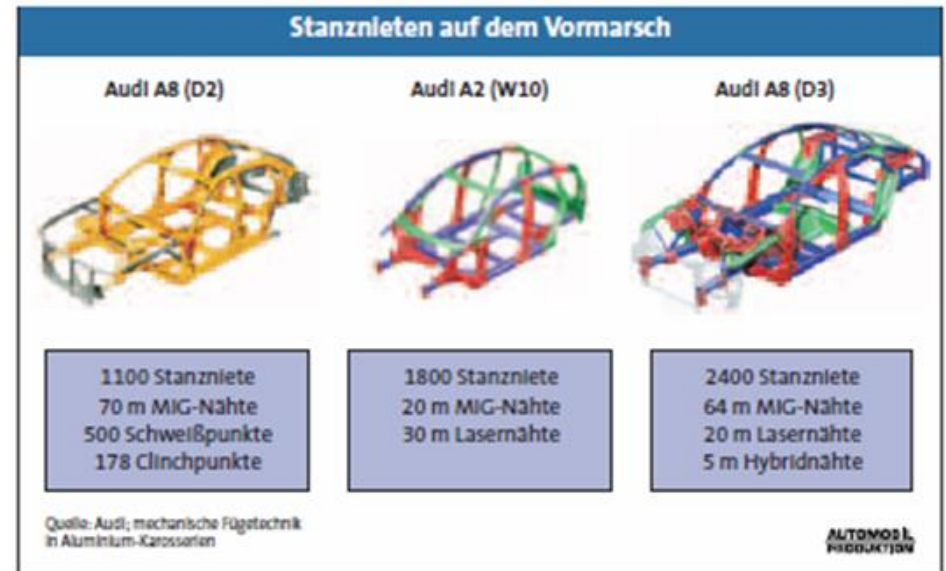 Stanznieten auf dem Vormarsch
Audi A8 (D2)
Audi A2 (W10)
Audi A8 (D3)
1100 Stanzniete
70 m MIG-Nähte
500 Schweißpunkte
178 Clinchpunkte
1800 Stanzniete
20 m MIG-Nähte
30 m Lasernähte
2400 Stanzniete
64 m MIG-Nähte
20 m Lasernähte
5 m Hybridnähte
Quelle: Audi; mechanische Fügetechnik
in Aluminium-Karosserien
AUTOMOBIL
PRODUKTION